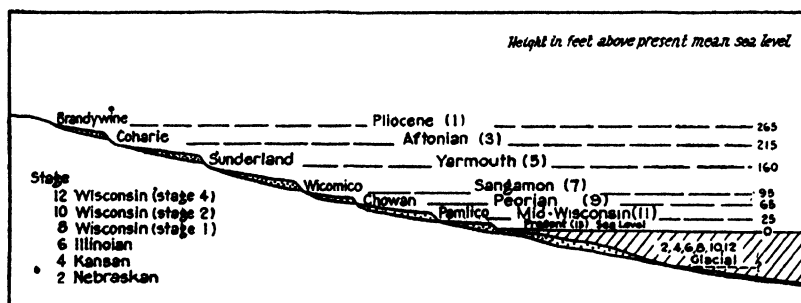 Height in feet above present mean sea level
Brandywine Pliocene (1) 265
Coharie Aftonian (3) 215
Sunderland Yarmouth (5) 160
Wicomico Sangamon (7) 95
Chowan Peorian (9) 65
Pamlico Mid-Wisconsin (11) 25
Present (13) Sea Level 0
Stage
12 Wisconsin (stage 4)
10 Wisconsin (stage 2)
8 Wisconsin (stage 1)
6 Illinoian
4 Kansan
2 Nebraskan
2,4,6,8,10,12
Glacial